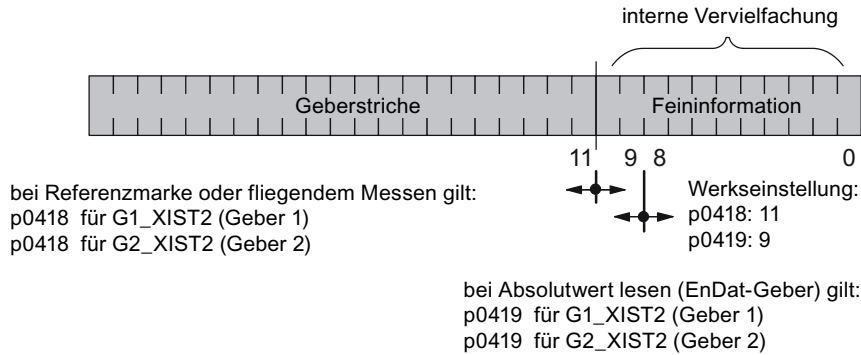 interne Vervielfachung
Geberstriche
Feininformation
11 9 8 0
bei Referenzmarke oder fliegendem Messen gilt:
p0418 für G1_XIST2 (Geber 1)
p0418 für G2_XIST2 (Geber 2)
Werkseinstellung:
p0418: 11
p0419: 9
bei Absolutwert lesen (EnDat-Geber) gilt:
p0419 für G1_XIST2 (Geber 1)
p0419 für G2_XIST2 (Geber 2)